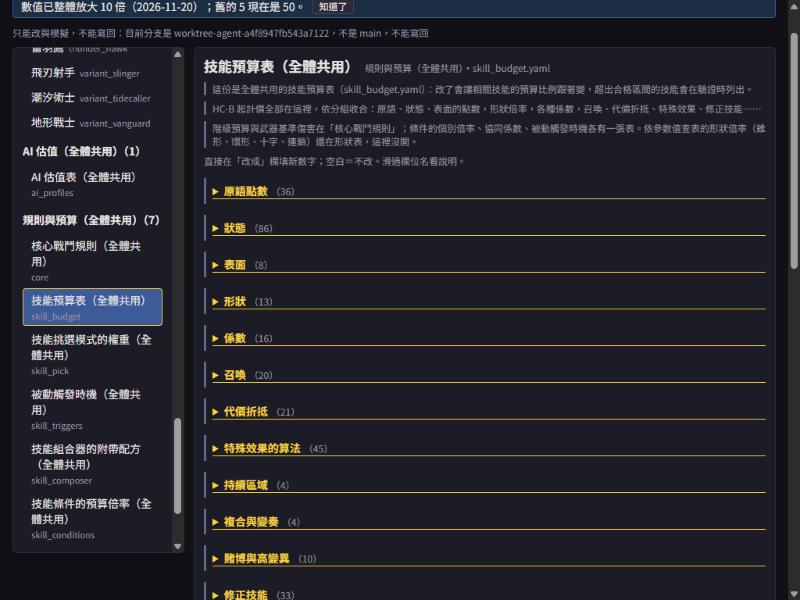 數值已整體放大 10 倍（2026-11-20）；舊的 5 現在是 50。 知道了
只能改與模擬，不能寫回：目前分支是 worktree-agent-a4f8947fb543a7122，不是 main，不能寫回
飛刃射手 variant_slinger
潮汐術士 variant_tidecaller
地形戰士 variant_vanguard
AI 估值（全體共用）（1）
AI 估值表（全體共用）
ai_profiles
規則與預算（全體共用）（7）
核心戰鬥規則（全體共
用）
core
技能預算表（全體共用）
skill_budget
技能挑選模式的權重（全
體共用）
skill_pick
被動觸發時機（全體共
用）
skill_triggers
技能組合器的附帶配方
（全體共用）
skill_composer
技能條件的預算倍率（全
體共用）
skill_conditions
技能預算表（全體共用） 規則與預算（全體共用）• skill_budget.yaml
這份是全體共用的技能預算表（skill_budget.yaml）：改了會讓相關技能的預算比例跟著變，超出合格區間的技能會在驗證時列出。
HC-B 起計價全部在這裡，依分組收合：原語、狀態、表面的點數，形狀倍率，各種係數，召喚、代價折抵、特殊效果、修正技能⋯⋯
階級預算與武器基準傷害在「核心戰鬥規則」；條件的個別倍率、協同係數、被動觸發時機各有一張表。依參數值查表的形狀倍率（錐
形、環形、十字、連鎖）還在形狀表，這裡沒開。
直接在「改成」欄填新數字；空白＝不改。滑過欄位名看說明。
▶ 原語點數 （36）
▶ 狀態 （86）
▶ 表面 （8）
▶ 形狀 （13）
▶ 係數 （16）
▶ 召喚 （20）
▶ 代價折抵 （21）
▶ 特殊效果的算法 （45）
▶ 持續區域 （4）
▶ 複合與變奏 （4）
▶ 賭博與高變異 （10）
▶ 修正技能 （33）